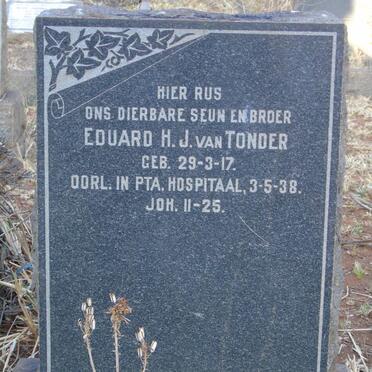 HIER RUS
ONS DIERBARE SEUN EN BROER
EDUARD H. J. VAN TONDER
GEB. 29-3-17.
OORL. IN PTA. HOSPITAAL, 3-5-38.
JOH. 11-25.